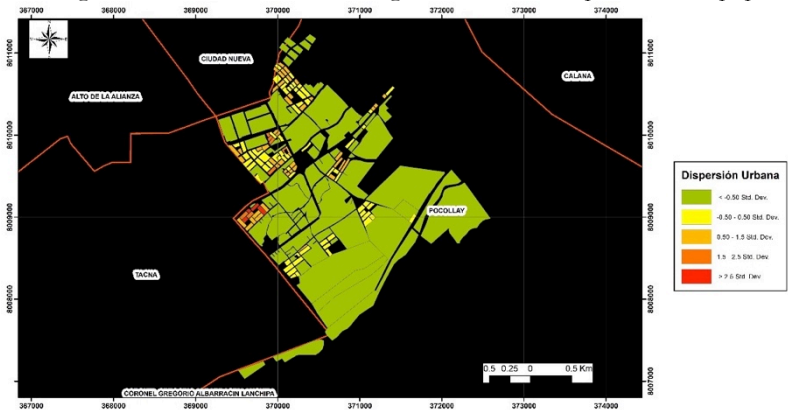 367000 368000 369000 370000 371000 372000 373000 374000
8011000 8011000
CIUDAD NUEVA
CALANA
ALTO DE LA ALIANZA
8010000 8010000
Dispersión Urbana
< -0.50 Std. Dev.
-0.50 - 0.50 Std. Dev.
0.50 - 1.5 Std. Dev.
1.5 - 2.5 Std. Dev.
> 2.5 Std. Dev.
8009000 8009000
POCOLLAY
TACNA
8008000 8008000
0.5 0.25 0 0.5 Km
8007000 8007000
CORONEL GREGORIO ALBARRACIN LANCHIPA
367000 368000 369000 370000 371000 372000 373000 374000